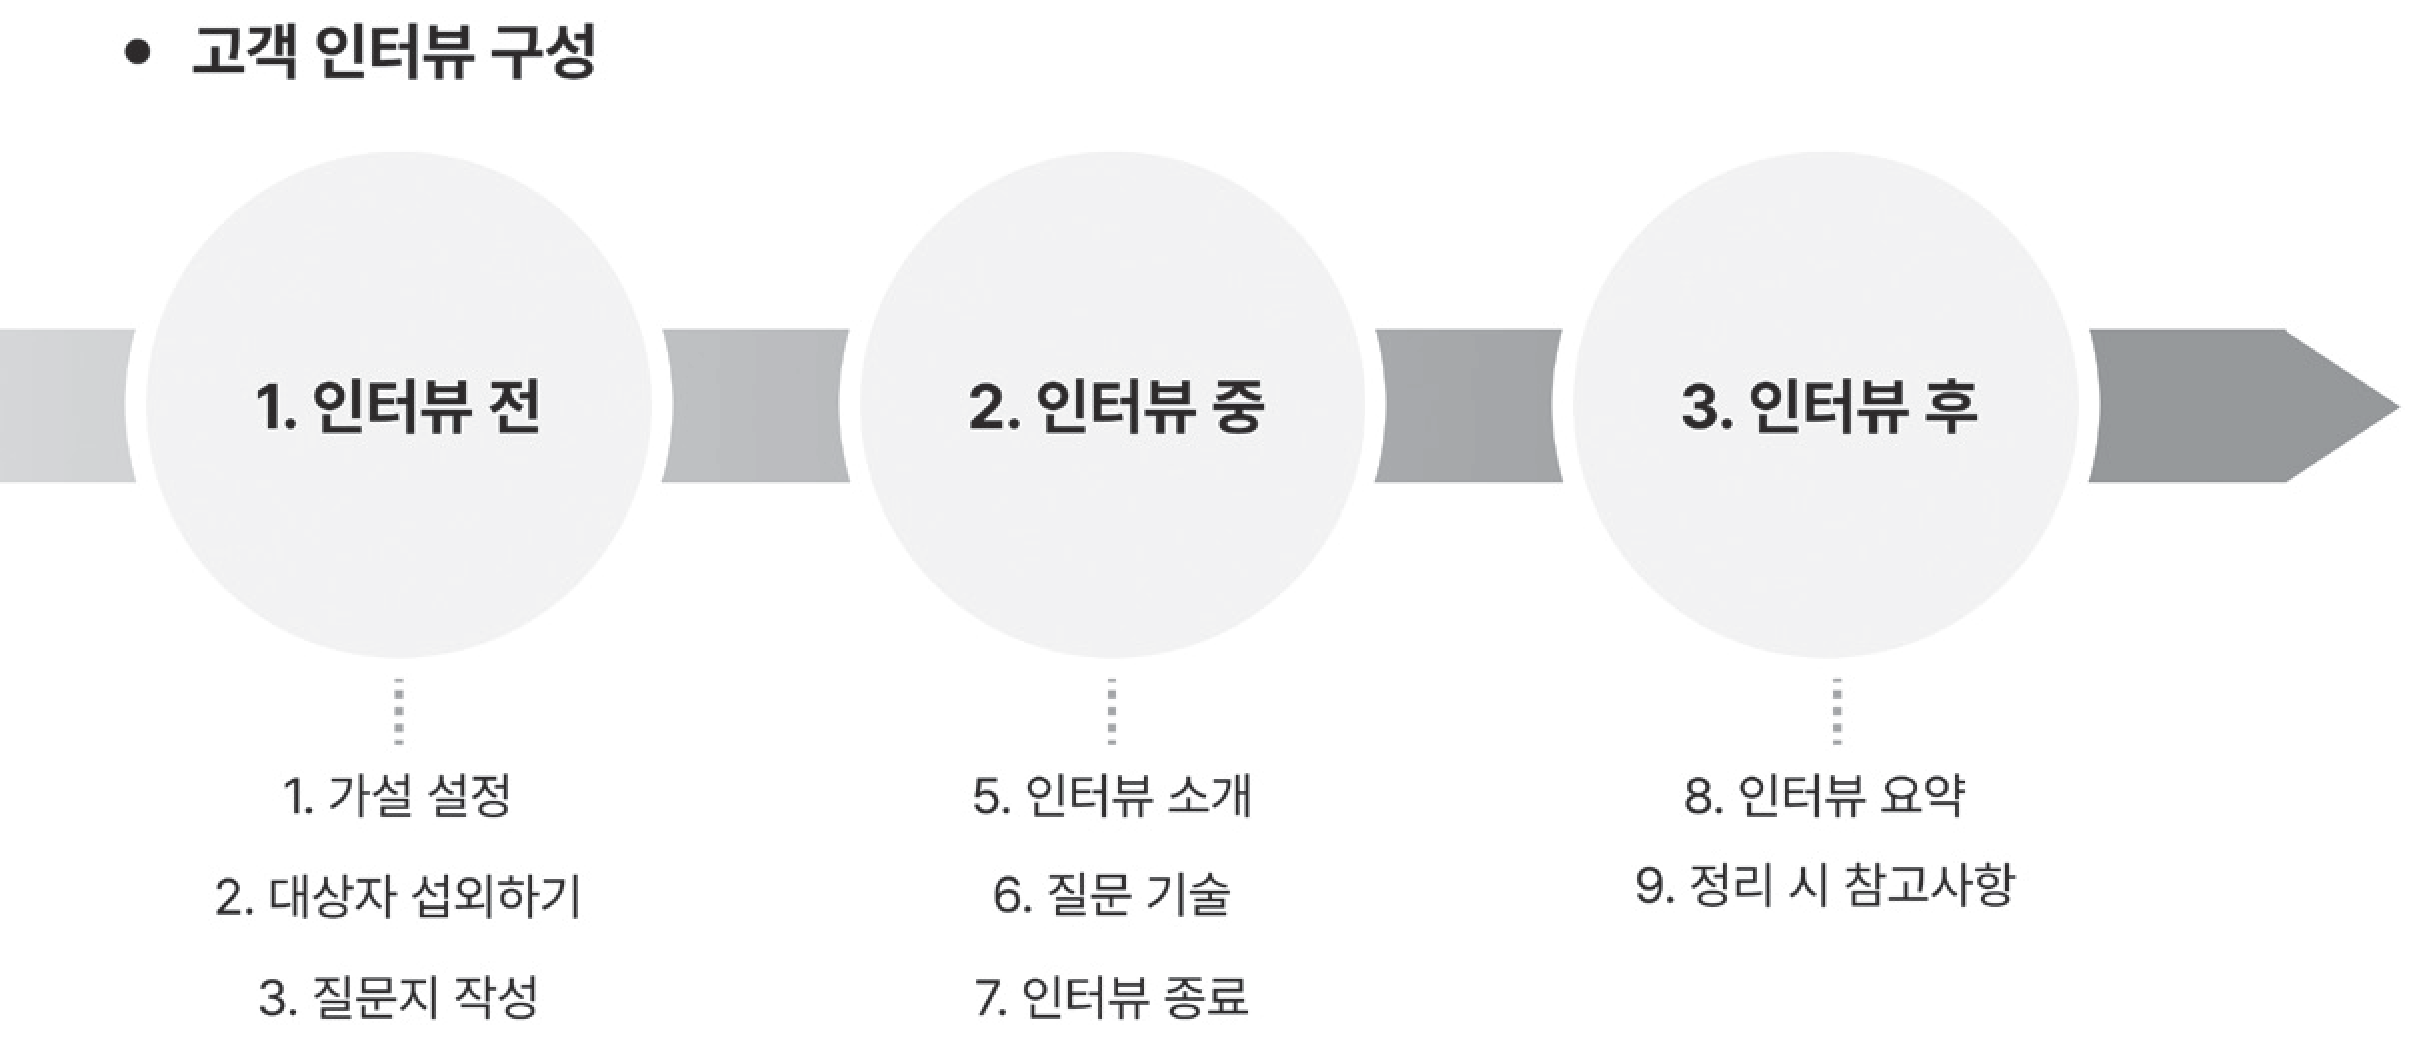 • 고객 인터뷰 구성
1. 인터뷰 전
2. 인터뷰 중
3. 인터뷰 후
1. 가설 설정
2. 대상자 섭외하기
3. 질문지 작성
5. 인터뷰 소개
6. 질문 기술
7. 인터뷰 종료
8. 인터뷰 요약
9. 정리 시 참고사항